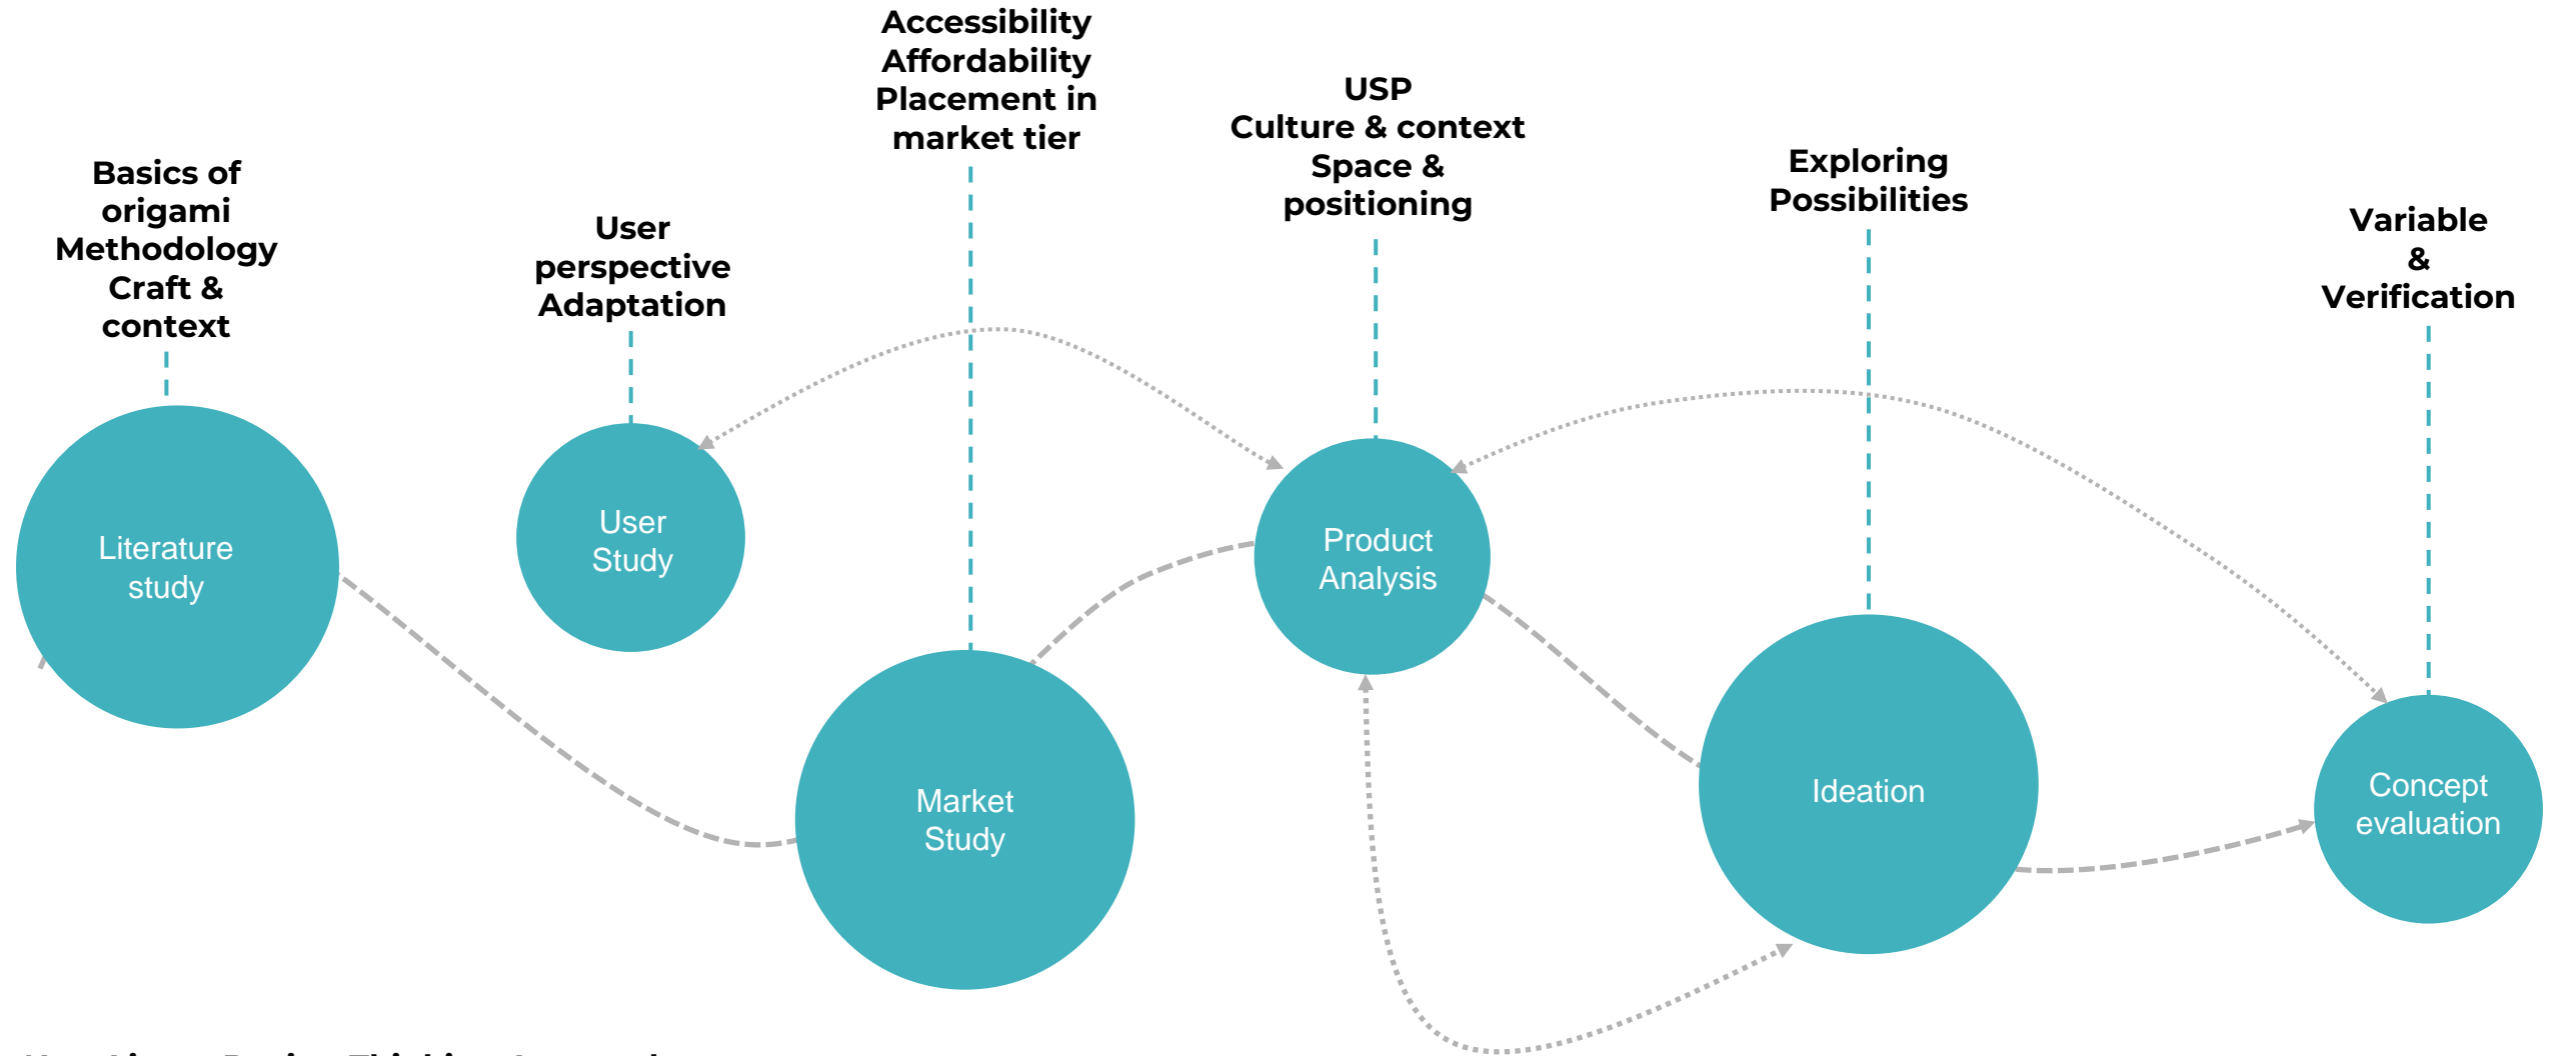 Accessibility
Affordability
Placement in
market tier
USP
Culture & context
Space &
positioning
Exploring
Possibilities
Basics of
origami
Methodology
Craft &
context
User
perspective
Adaptation
Variable
&
Verification
Literature
study
User
Study
Market
Study
Product
Analysis
Ideation
Concept
evaluation